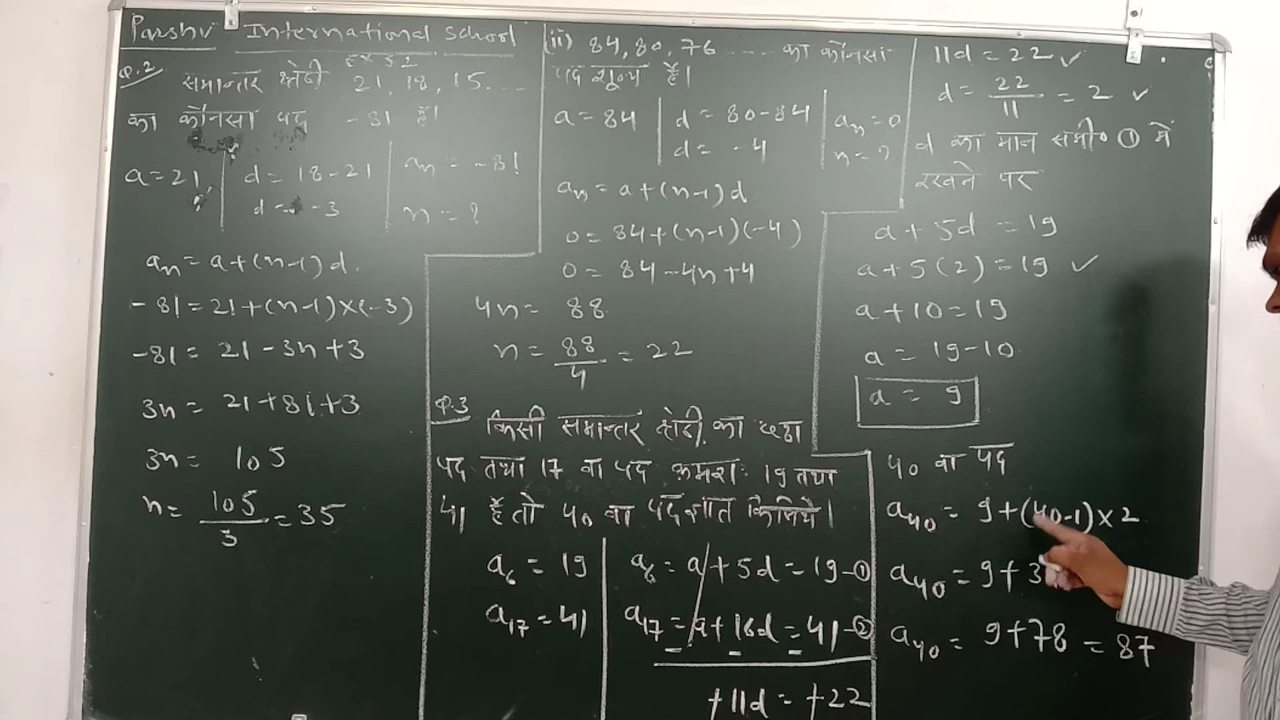 Parshv International School
Ex 5.2
Q.2 समान्तर श्रेढी 21, 18, 15....
का कौनसा पद -81 है।
a=21, d = 18-21 an = -81
d = -3 n = ?
an = a+(n-1)d.
-81 = 21+(n-1)×(-3)
-81 = 21-3n+3
3n = 21+81+3
3n = 105
n = 105/3 = 35
(ii) 84, 80, 76 ..... का कौनसा
पद शून्य है।
a=84 d = 80-84 an=0
d = -4 n = ?
an = a+(n-1)d
0 = 84+(n-1)(-4)
0 = 84-4n+4
4n = 88
n = 88/4 = 22
Q.3 किसी समान्तर श्रेढी का छठा
पद तथा 17 वा पद क्रमशः 19 तथा
41 है तो 40 वा पद ज्ञात किजिये।
a6 = 19 a6 = a+5d = 19-①
a17 = 41 a17 = a+16d = 41-②
+11d = +22
11d = 22 ✓
d = 22/11 = 2 ✓
d का मान समी० ① में
रखने पर
a+5d = 19
a+5(2) = 19 ✓
a+10 = 19
a = 19-10
a = 9
40 वा पद
a40 = 9+(40-1)×2
a40 = 9+3
a40 = 9+78 = 87